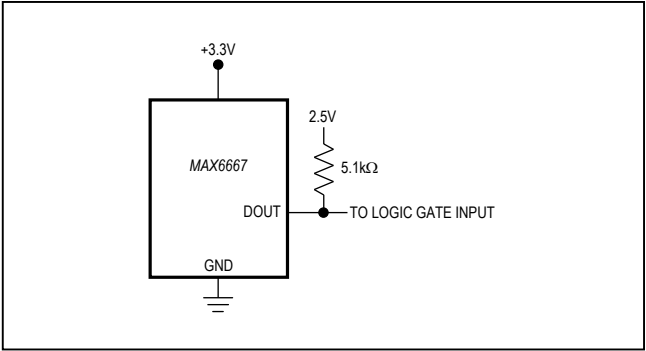 +3.3V
2.5V
MAX6667
5.1kΩ
DOUT
TO LOGIC GATE INPUT
GND